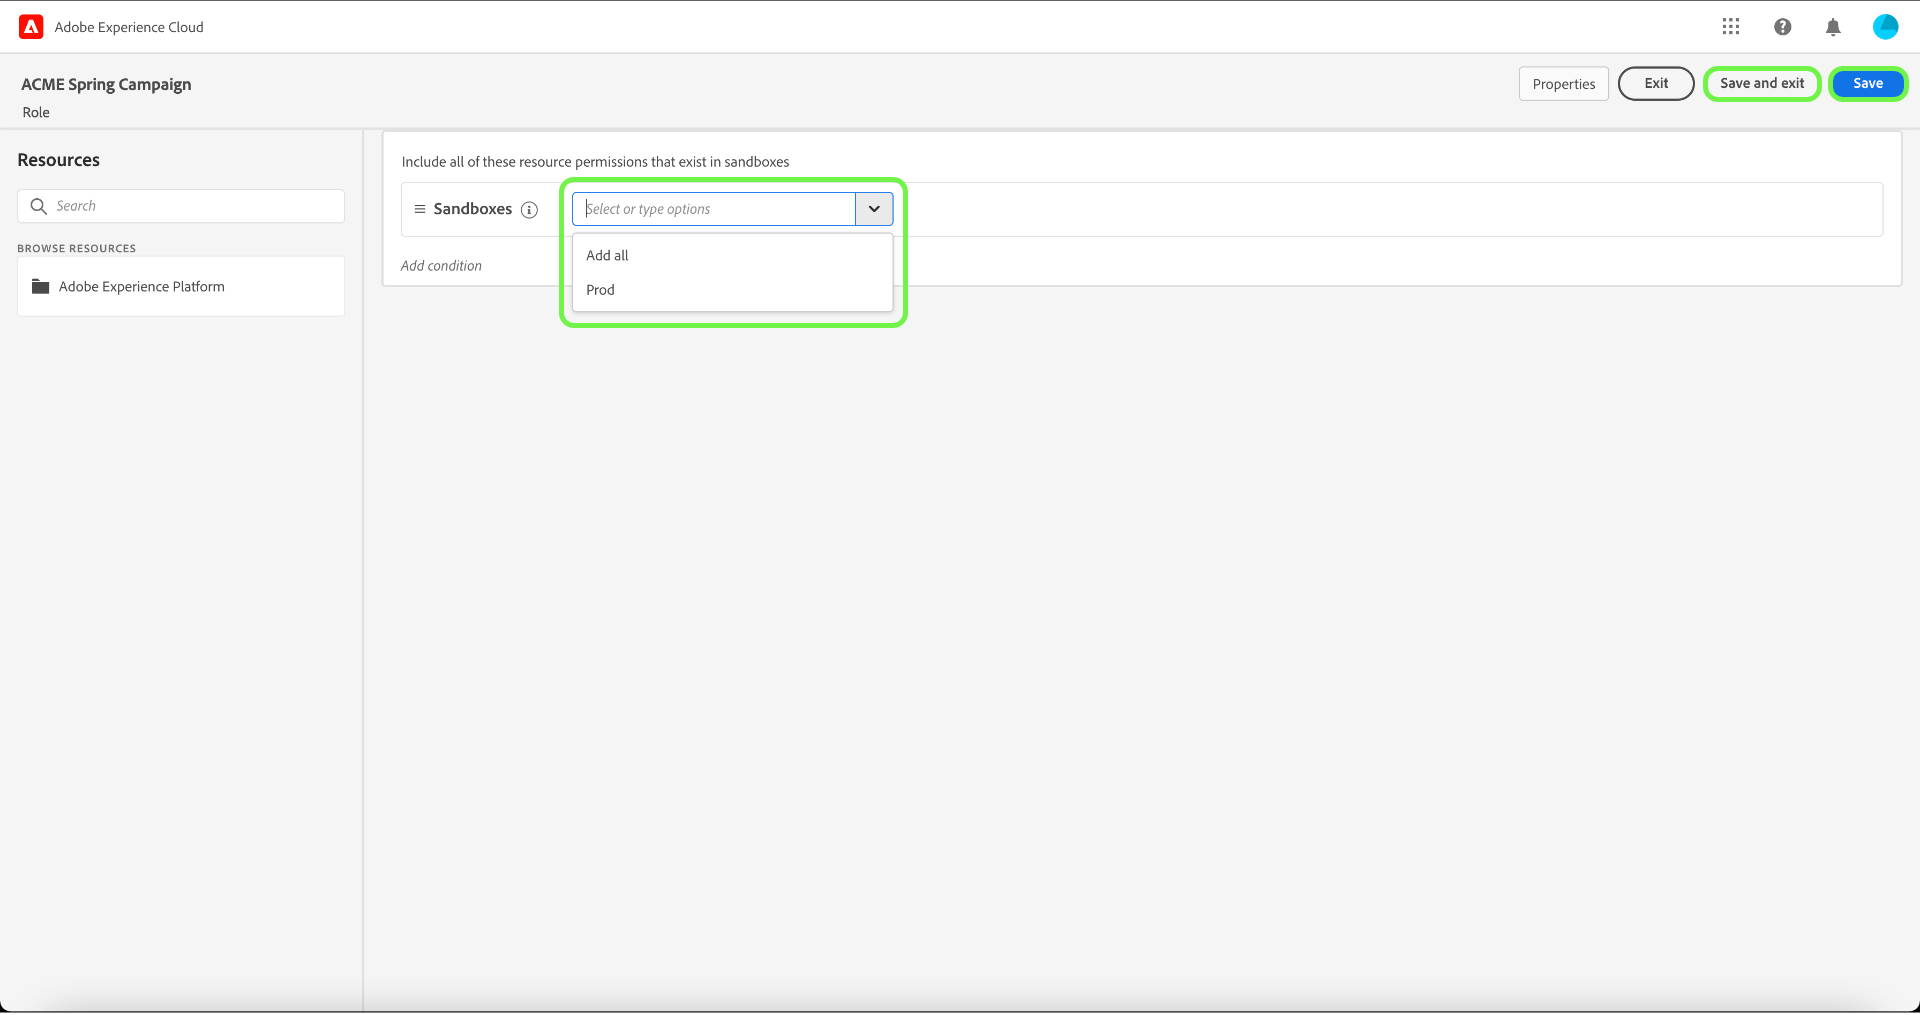 Adobe Experience Cloud
ACME Spring Campaign
Role
Properties
Exit
Save and exit
Save
Resources
Search
BROWSE RESOURCES
Adobe Experience Platform
Include all of these resource permissions that exist in sandboxes
Sandboxes
Select or type options
Add all
Prod
Add condition